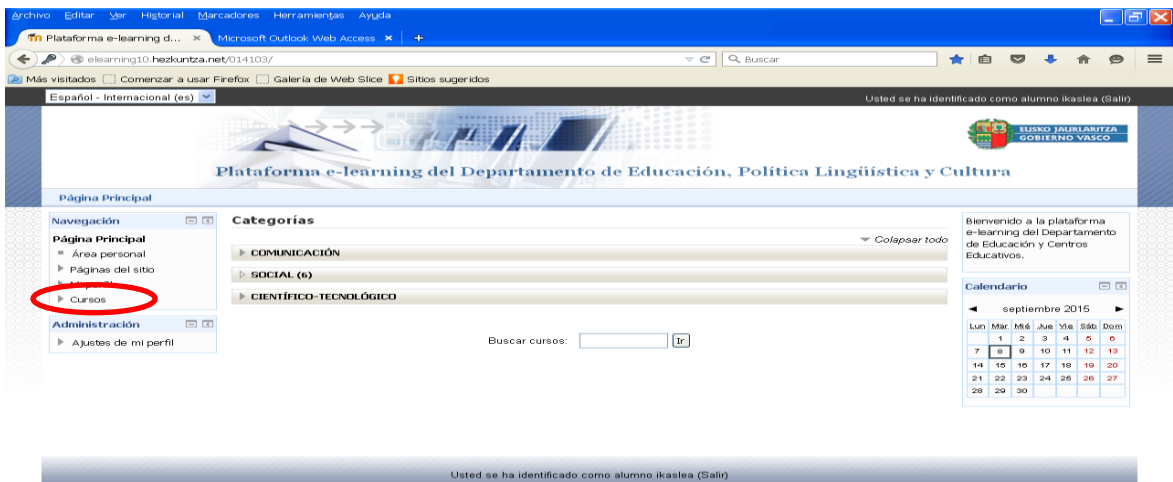 Archivo Editar Ver Historial Marcadores Herramientas Ayuda
Plataforma e-learning d... × Microsoft Outlook Web Access × +
elearning10.hezkuntza.net/014103/ Buscar
Más visitados Comenzar a usar Firefox Galería de Web Slice Sitios sugeridos
Español - Internacional (es) Usted se ha identificado como alumno ikaslea (Salir)
EUSKO JAURLARITZA
GOBIERNO VASCO
Plataforma e-learning del Departamento de Educación, Política Lingüística y Cultura
Página Principal
Navegación
Página Principal
Área personal
Páginas del sitio
Cursos
Administración
Ajustes de mi perfil
Categorías
Colapsar todo
COMUNICACIÓN
SOCIAL (6)
CIENTÍFICO-TECNOLÓGICO
Buscar cursos: Ir
Bienvenido a la plataforma
e-learning del Departamento
de Educación y Centros
Educativos.
Calendario
septiembre 2015
Lun Mar Mié Jue Vie Sáb Dom
1 2 3 4 5 6
7 8 9 10 11 12 13
14 15 16 17 18 19 20
21 22 23 24 25 26 27
28 29 30
Usted se ha identificado como alumno ikaslea (Salir)